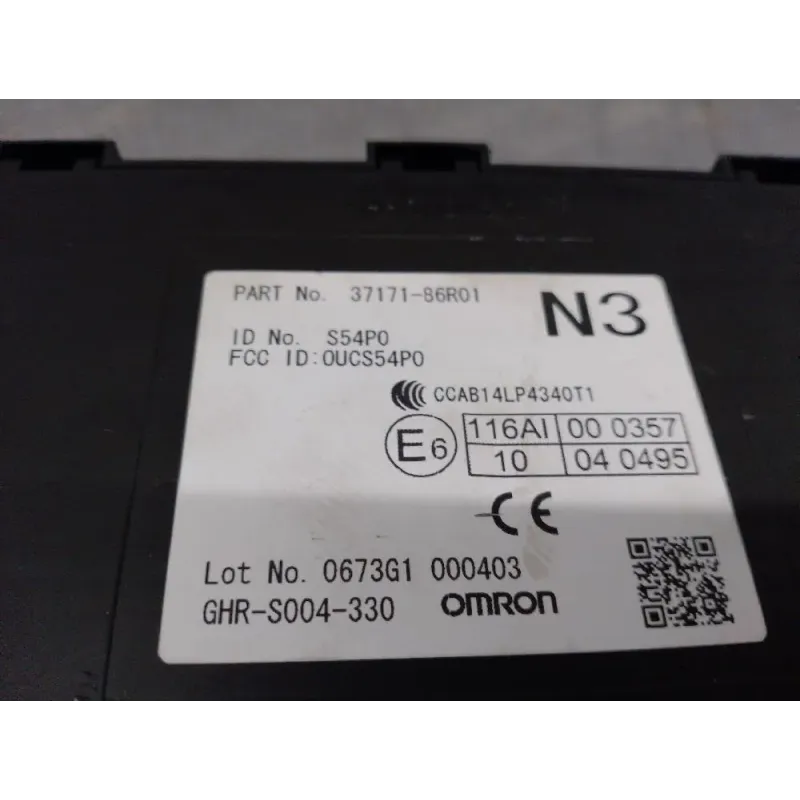 PART No. 37171-86R01
N3
ID No. S54P0
FCC ID:OUCS54P0
CCAB14LP4340T1
E6
116AI 00 0357
10 04 0495
CE
Lot No. 0673G1 000403
GHR-S004-330 OMRON